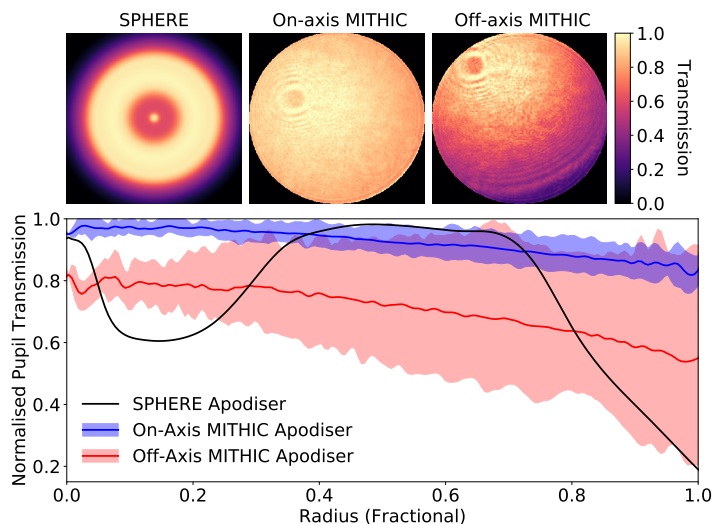 SPHERE On-axis MITHIC Off-axis MITHIC
1.0
0.8
0.6
0.4
0.2
0.0
Transmission
1.0
0.8
0.6
0.4
0.2
Normalised Pupil Transmission
SPHERE Apodiser
On-Axis MITHIC Apodiser
Off-Axis MITHIC Apodiser
0.0 0.2 0.4 0.6 0.8 1.0
Radius (Fractional)